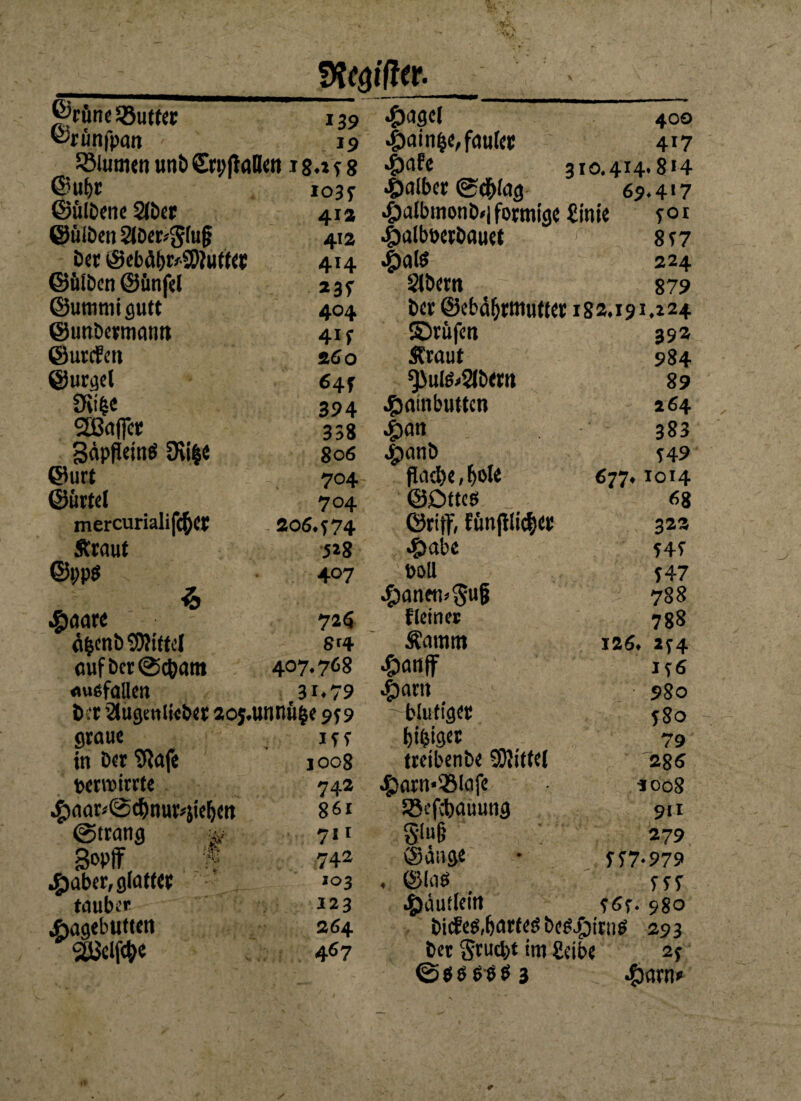 Register.
Grüne Butter 139
Grünspan 19
Blumen und Crystallen 18.258
Guhr 1035
Güldene Ader 412
Gülden Ader-Fluß 412
der Gebähr-Mutter 414
Gülden Günsel 235
Gummi gutt 404
Gundermann 415
Gurcken 260
Gurgel 645
Ritze 394
Wasser 338
Zäpfleins Ritze 806
Gurt 704
Gürtel 704
mercurialischer 206.574
Kraut 528
Gyps 407
H
Haare 726
ätzend Mittel 814
auf der Scham 407.768
ausfallen 31.79
der Augenlieder 205.unnütze 959
graue 155
in der Nase 1008
verwirrte 742
Haar-Schnur-ziehen 861
Strang 711
Zopff 742
Haber, glatter 103
tauber 123
Hagebutten 264
Welsche 467
Hagel 400
Haintze, fauler 417
Hake 310.414.814
Halber Schlag 69.417
Halbmond-formige Linie 501
Halbverdauet 857
Hals 224
Adern 879
der Gebährmutter 182.191.224
Drüsen 392
Kraut 984
Puls-Adern 89
Hainbutten 264
Han 383
Hand 549
flache, hole 677. 1014
GOttes 68
Griff, künstlicher 322
Habe 545
voll 547
Hanen-Fuß 788
kleiner 788
Kamm 126. 254
Hanff 156
Harn 980
blutiger 580
hitziger 79
treibende Mittel 286
Harn-Blase 1008
Beschauung 911
Fluß 279
Gänge 557.979
Glas 555
Häutlein 565. 980
dickes, hartes des Hirns 293
der Frucht im Leibe 25
Sssss 3 Harn-